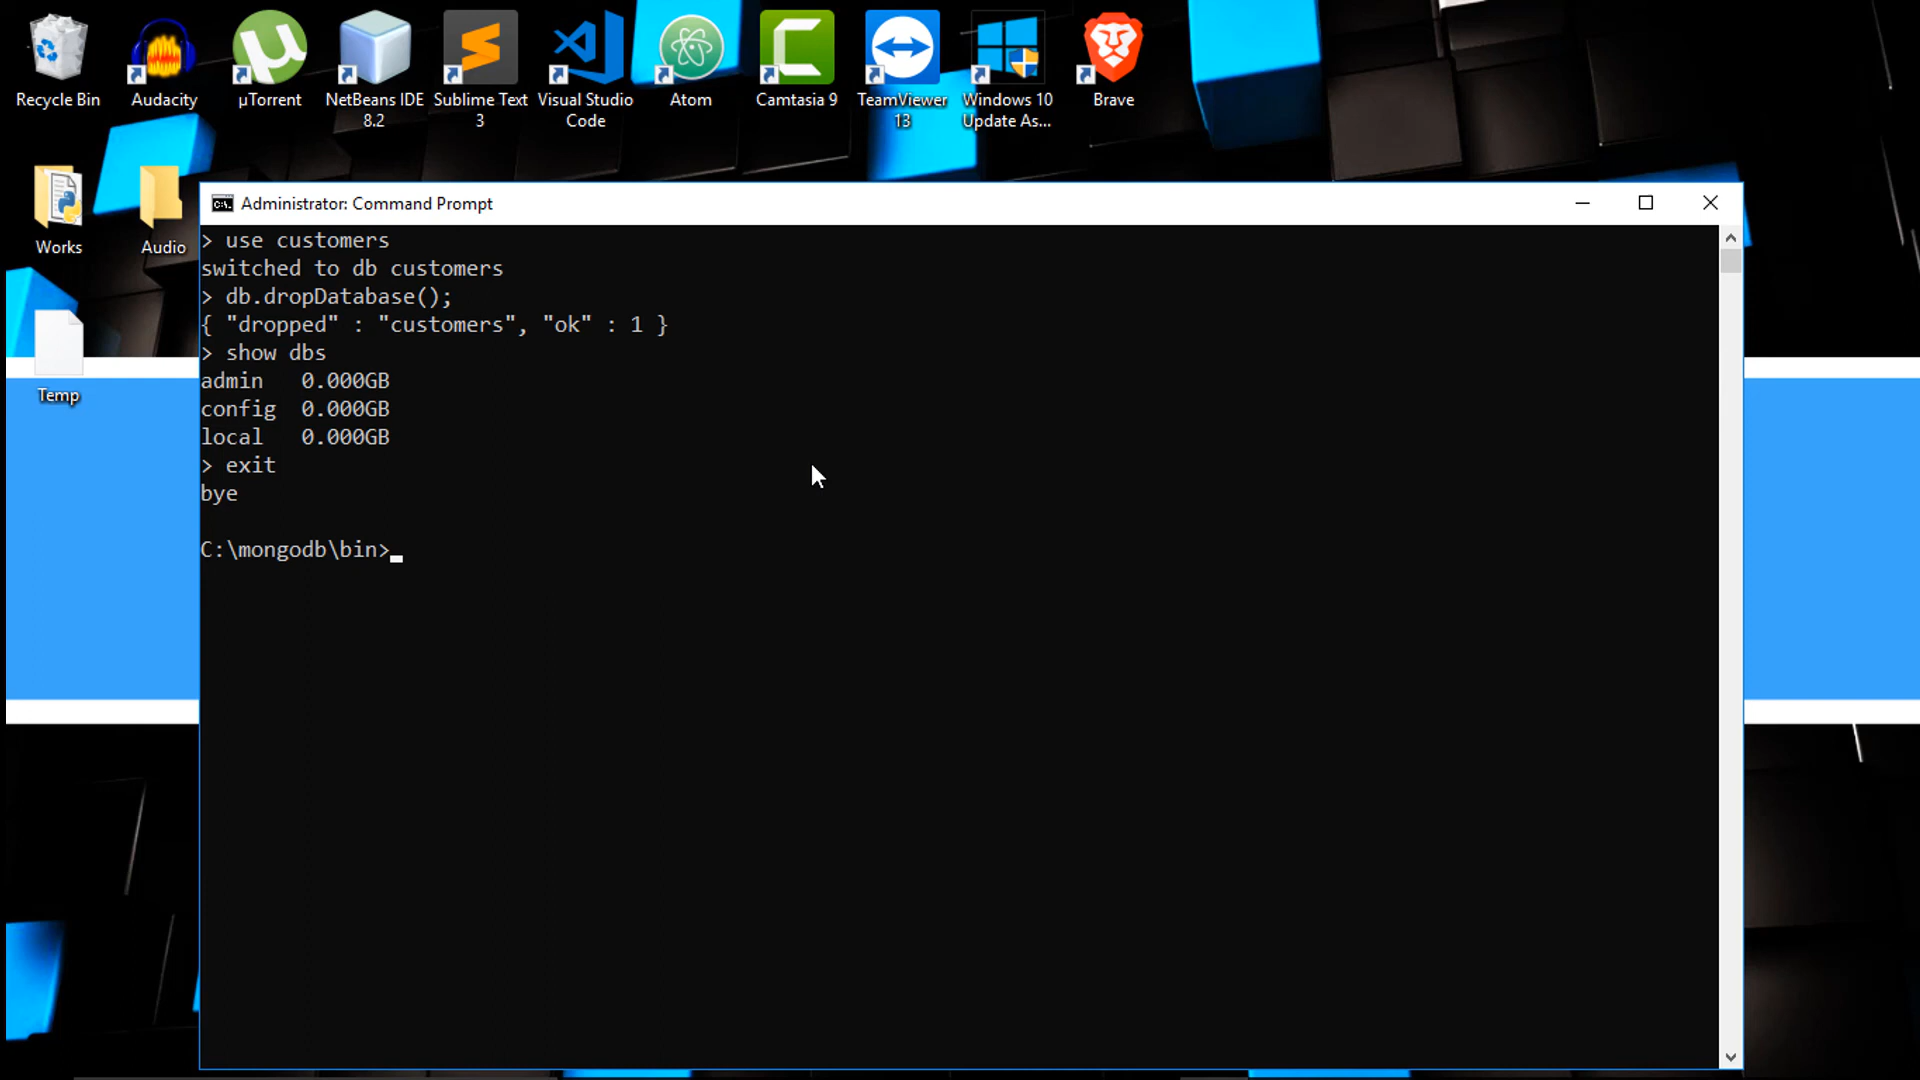 Recycle Bin
Audacity
µTorrent
NetBeans IDE
8.2
Sublime Text
3
Visual Studio
Code
Atom
Camtasia 9
TeamViewer
13
Windows 10
Update As...
Brave
Works
Audio
Temp
Administrator: Command Prompt
> use customers
switched to db customers
> db.dropDatabase();
{ "dropped" : "customers", "ok" : 1 }
> show dbs
admin   0.000GB
config  0.000GB
local   0.000GB
> exit
bye
C:\mongodb\bin>